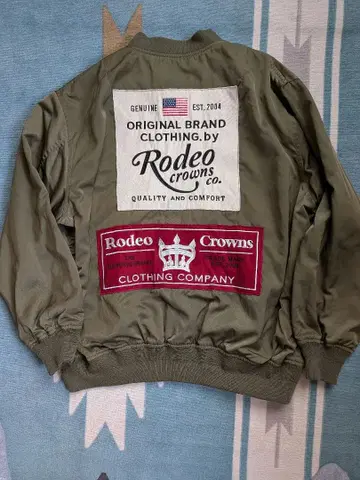 GENUINE EST. 2004
ORIGINAL BRAND
CLOTHING.by
Rodeo
crowns
co.
QUALITY AND COMFORT
Rodeo Crowns
CLOTHING COMPANY